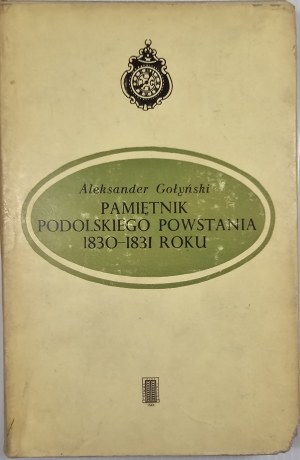 Aleksander Gołyński
PAMIĘTNIK
PODOLSKIEGO POWSTANIA
1830-1831 ROKU